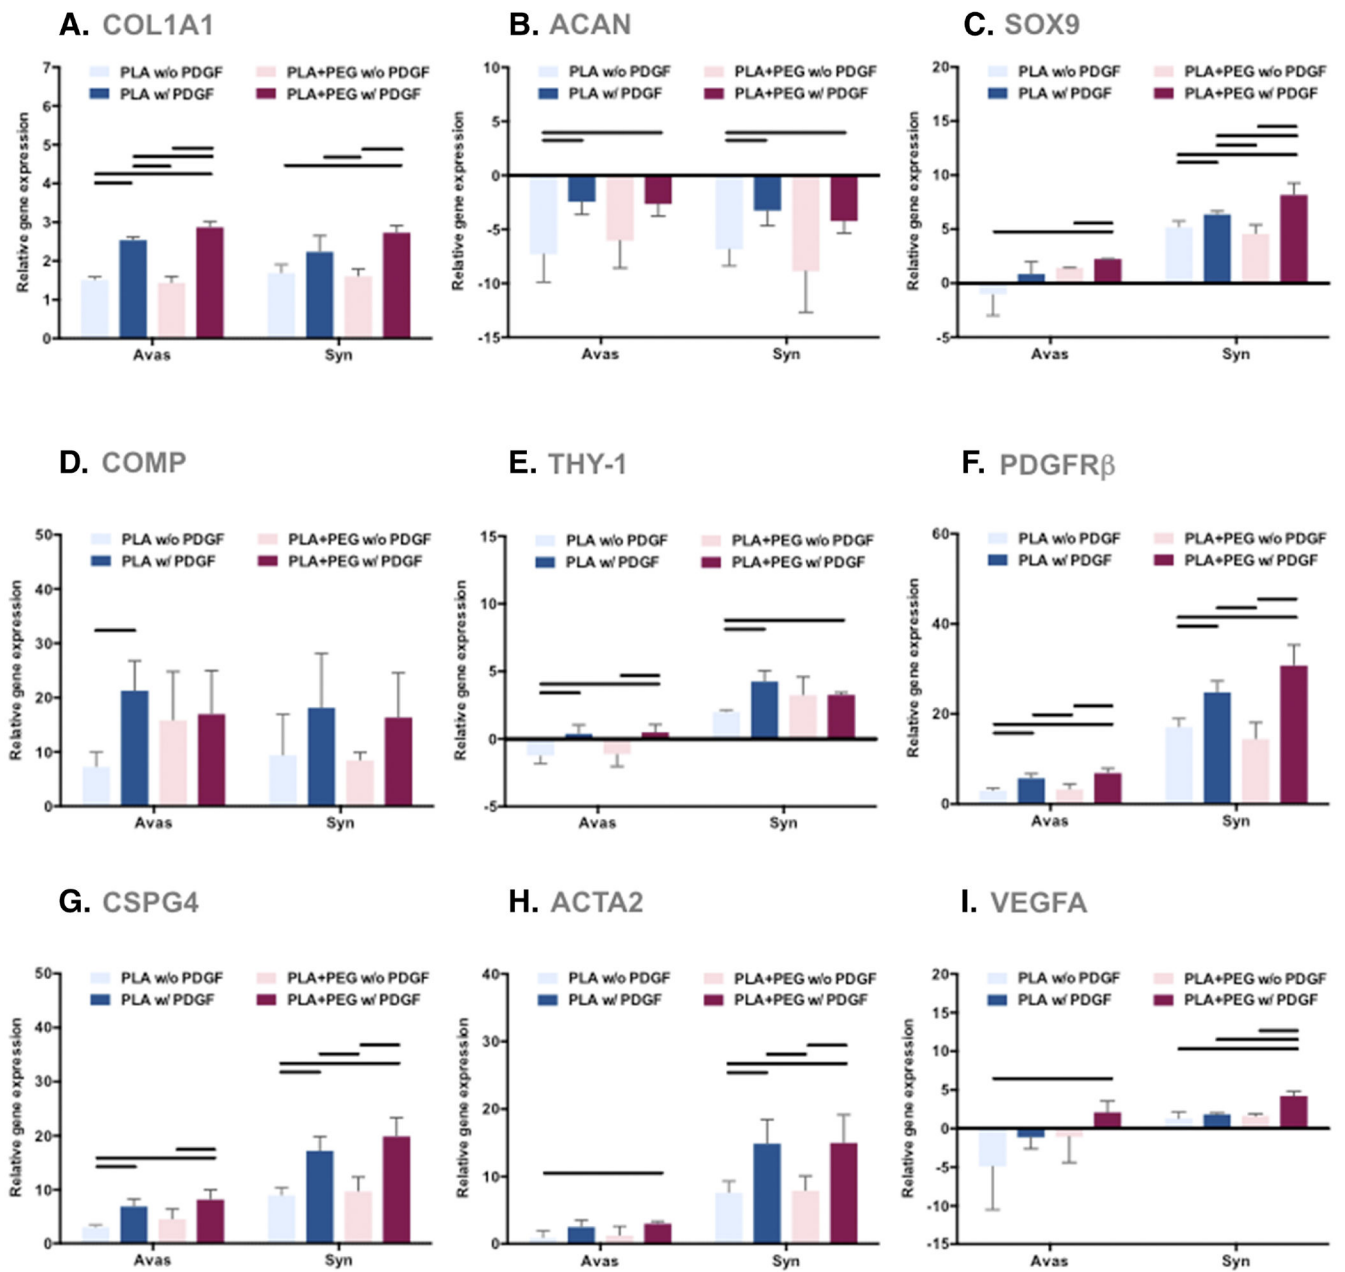 A. COL1A1
PLA w/o PDGF PLA+PEG w/o PDGF
PLA w/ PDGF PLA+PEG w/ PDGF
Relative gene expression
7
6
5
4
3
2
1
0
Avas Syn
B. ACAN
PLA w/o PDGF PLA+PEG w/o PDGF
PLA w/ PDGF PLA+PEG w/ PDGF
Relative gene expression
10
5
0
-5
-10
-15
Avas Syn
C. SOX9
PLA w/o PDGF PLA+PEG w/o PDGF
PLA w/ PDGF PLA+PEG w/ PDGF
Relative gene expression
20
15
10
5
0
-5
Avas Syn
D. COMP
PLA w/o PDGF PLA+PEG w/o PDGF
PLA w/ PDGF PLA+PEG w/ PDGF
Relative gene expression
50
40
30
20
10
0
Avas Syn
E. THY-1
PLA w/o PDGF PLA+PEG w/o PDGF
PLA w/ PDGF PLA+PEG w/ PDGF
Relative gene expression
15
10
5
0
-5
Avas Syn
F. PDGFRβ
PLA w/o PDGF PLA+PEG w/o PDGF
PLA w/ PDGF PLA+PEG w/ PDGF
Relative gene expression
60
40
20
0
Avas Syn
G. CSPG4
PLA w/o PDGF PLA+PEG w/o PDGF
PLA w/ PDGF PLA+PEG w/ PDGF
Relative gene expression
50
40
30
20
10
0
Avas Syn
H. ACTA2
PLA w/o PDGF PLA+PEG w/o PDGF
PLA w/ PDGF PLA+PEG w/ PDGF
Relative gene expression
40
30
20
10
0
Avas Syn
I. VEGFA
PLA w/o PDGF PLA+PEG w/o PDGF
PLA w/ PDGF PLA+PEG w/ PDGF
Relative gene expression
20
15
10
5
0
-5
-10
-15
Avas Syn